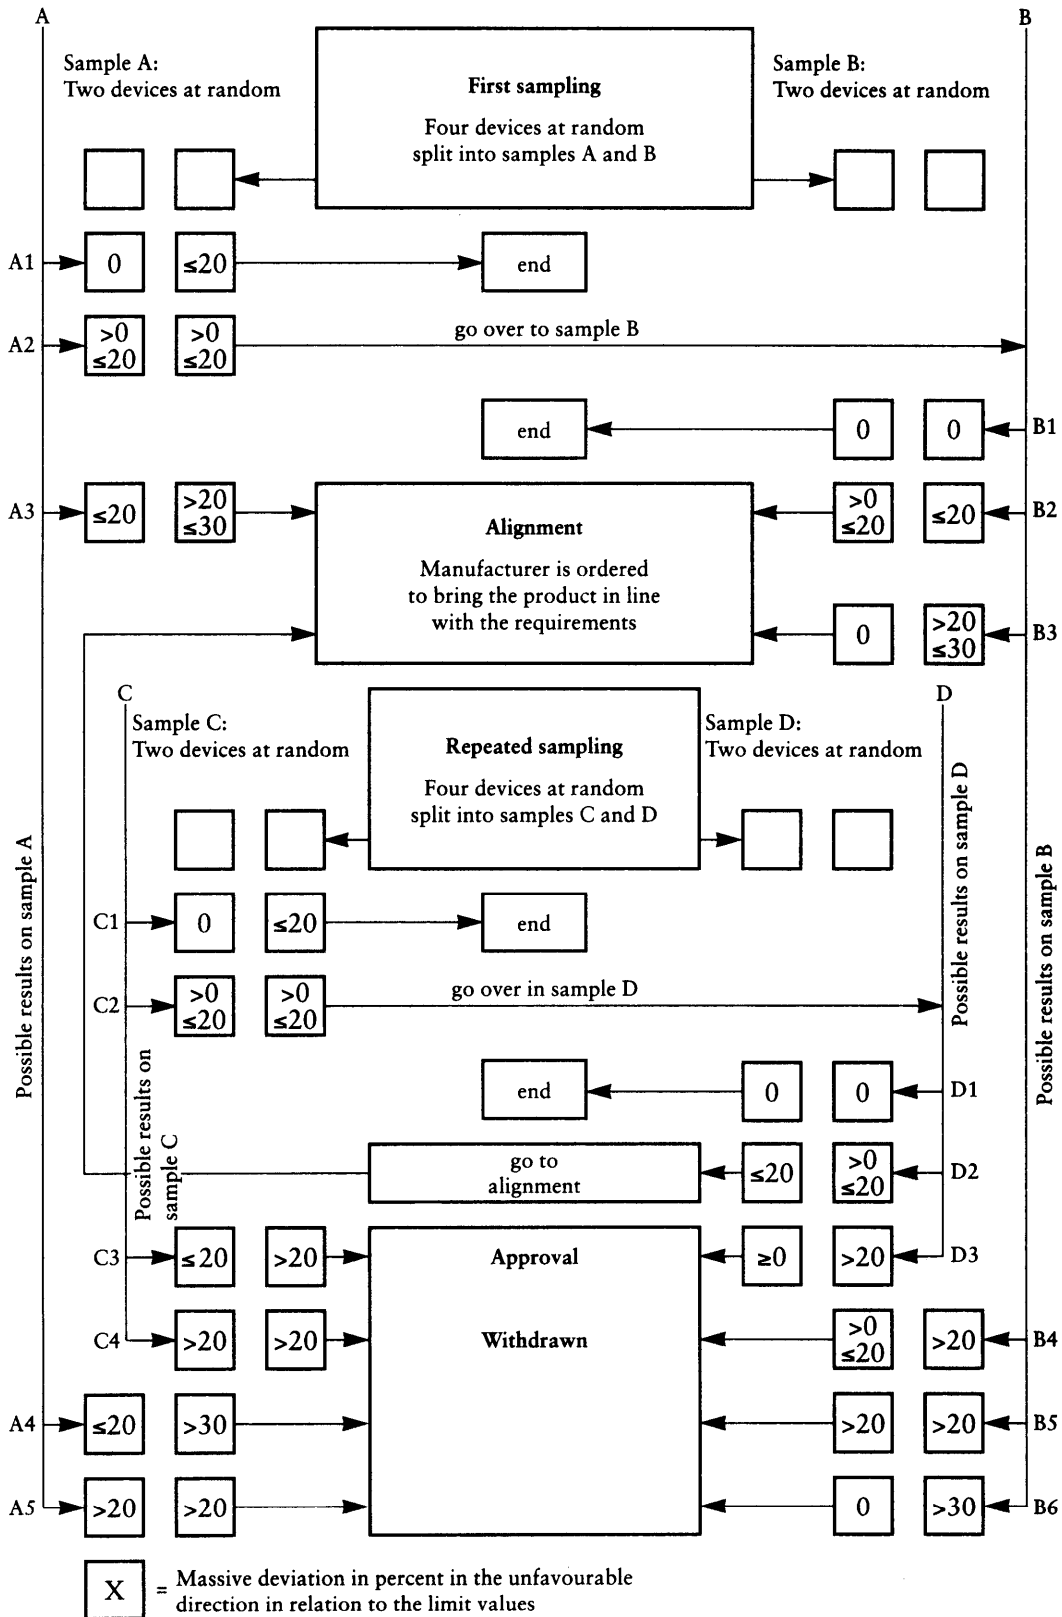 A
B
Sample A:
Two devices at random
First sampling
Four devices at random
split into samples A and B
Sample B:
Two devices at random
A1
0
≤20
end
A2
>0
≤20
>0
≤20
go over to sample B
end
0
0
B1
A3
≤20
>20
≤30
Alignment
Manufacturer is ordered
to bring the product in line
with the requirements
>0
≤20
≤20
B2
0
>20
≤30
B3
C
D
Sample C:
Two devices at random
Repeated sampling
Four devices at random
split into samples C and D
Sample D:
Two devices at random
Possible results on sample A
Possible results on sample D
Possible results on sample B
C1
0
≤20
end
C2
>0
≤20
>0
≤20
go over in sample D
Possible results on
sample C
end
0
0
D1
go to
alignment
≤20
>0
≤20
D2
C3
≤20
>20
Approval
≥0
>20
D3
C4
>20
>20
Withdrawn
>0
≤20
>20
B4
A4
≤20
>30
>20
>20
B5
A5
>20
>20
0
>30
B6
X
= Massive deviation in percent in the unfavourable
direction in relation to the limit values